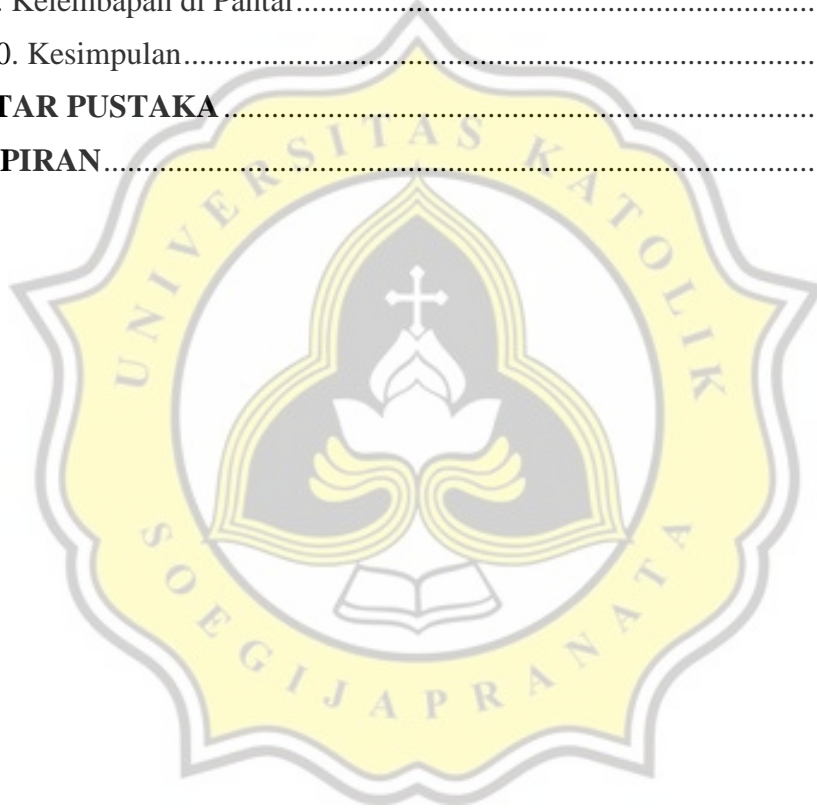 . Kelembapan di Pantai........................................................................
0. Kesimpulan........................................................................................
TAR PUSTAKA..................................................................................
PIRAN..................................................................................................
UNIVERSITAS KATOLIK
SOEGIJAPRANATA